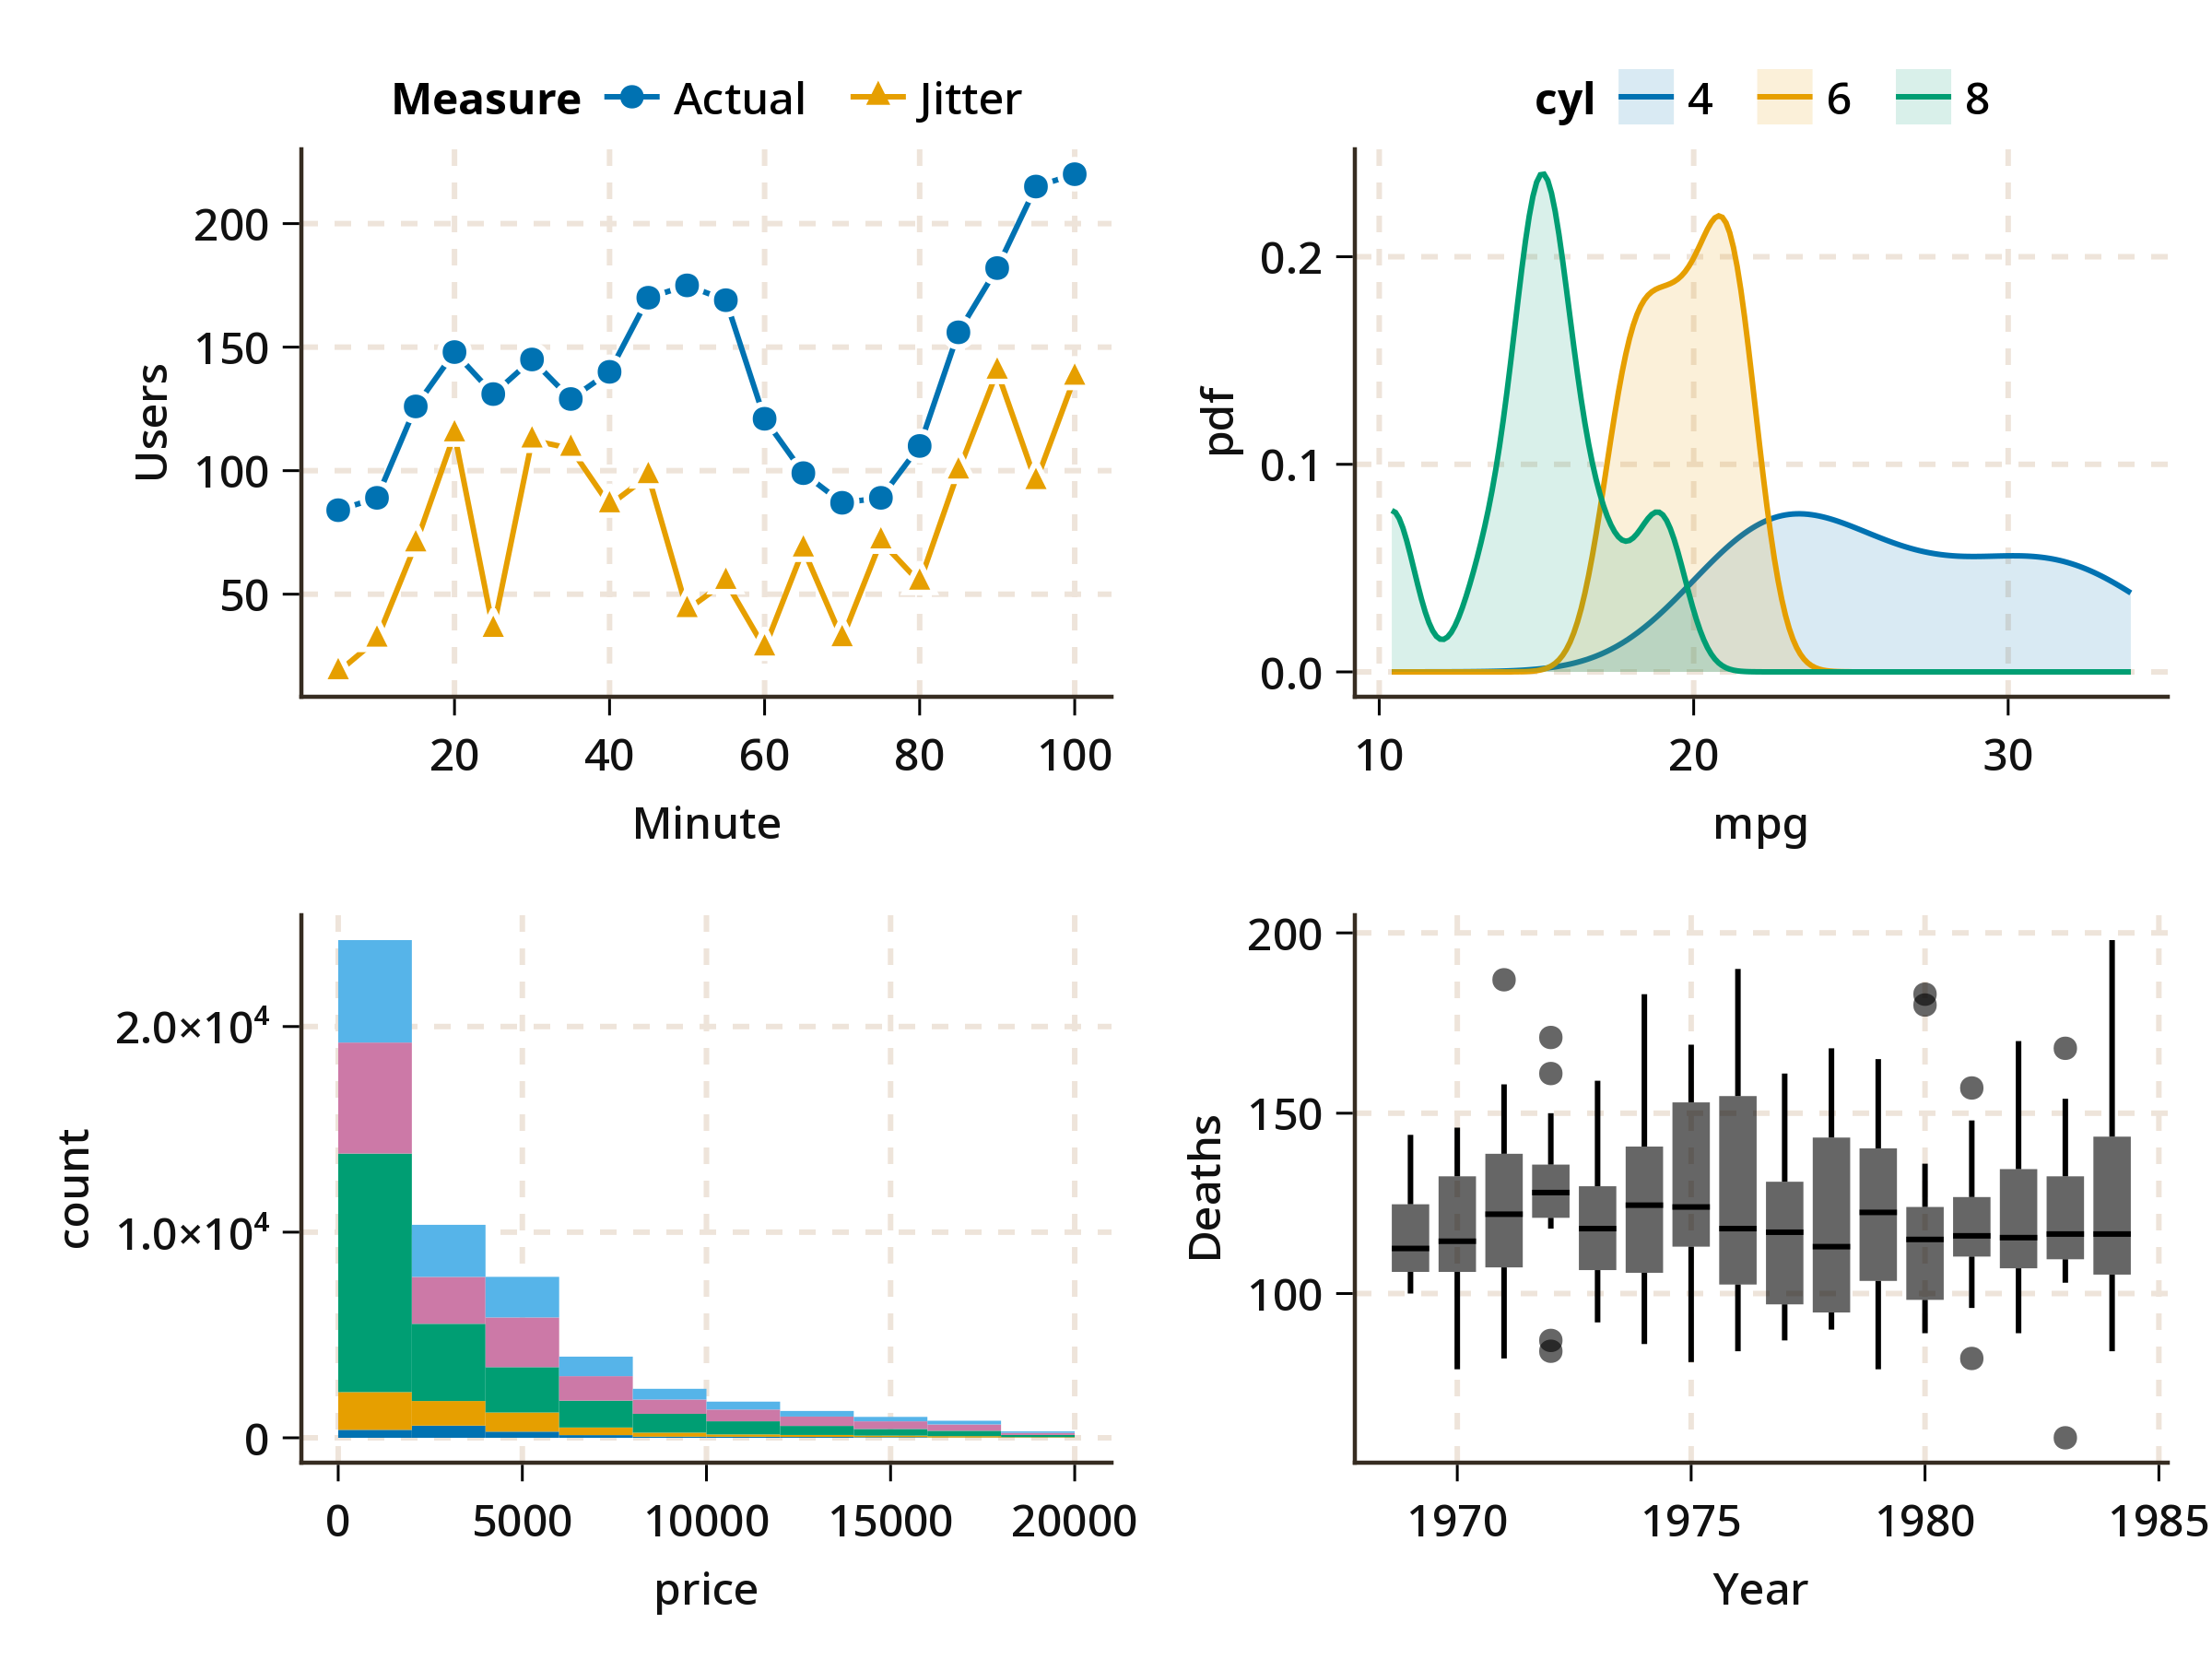 Measure Actual Jitter
Users
200
150
100
50
20 40 60 80 100
Minute
cyl 4 6 8
pdf
0.2
0.1
0.0
10 20 30
mpg
count
2.0×10⁴
1.0×10⁴
0
0 5000 10000 15000 20000
price
Deaths
200
150
100
1970 1975 1980 1985
Year